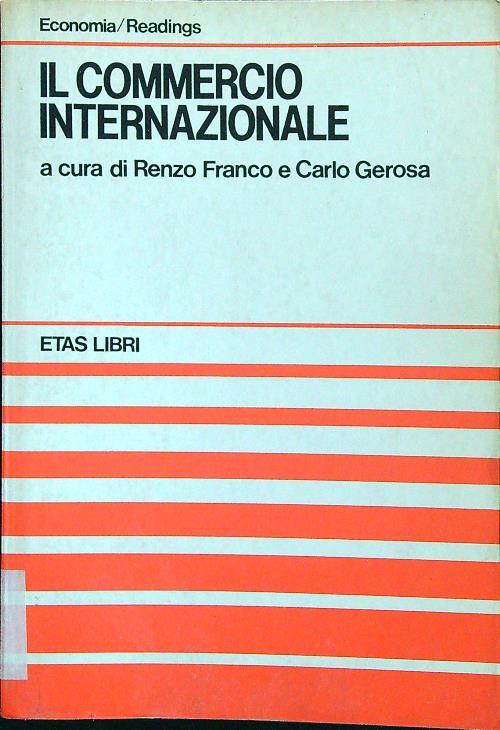 Economia/Readings
IL COMMERCIO
INTERNAZIONALE
a cura di Renzo Franco e Carlo Gerosa
ETAS LIBRI